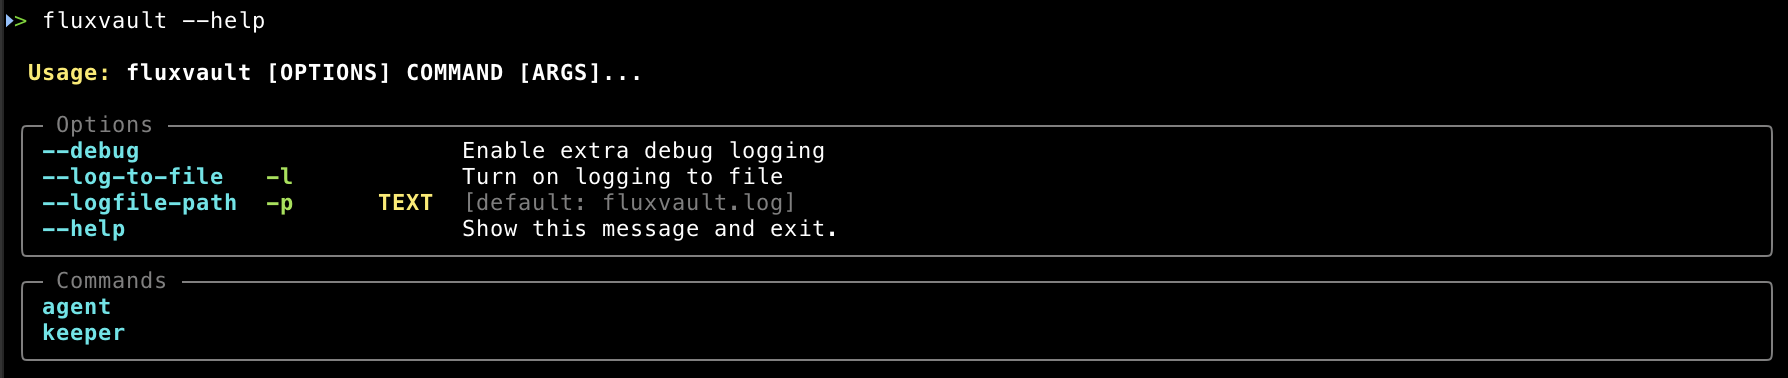 > fluxvault --help
Usage: fluxvault [OPTIONS] COMMAND [ARGS]...
Options
--debug Enable extra debug logging
--log-to-file -l Turn on logging to file
--logfile-path -p TEXT [default: fluxvault.log]
--help Show this message and exit.
Commands
agent
keeper